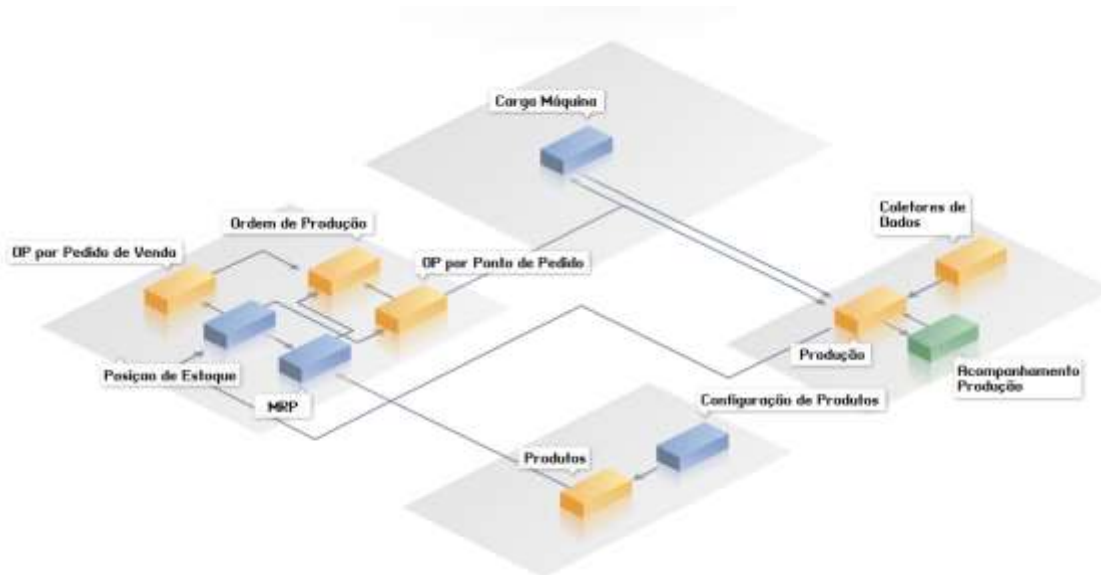 Carga Máquina
Coletores de
Dados
Ordem de Produção
OP por Pedido de Venda
OP por Ponto de Pedido
Produção
Posiçao de Estoque
Acompanhamento
Produção
MRP
Configuração de Produtos
Produtos